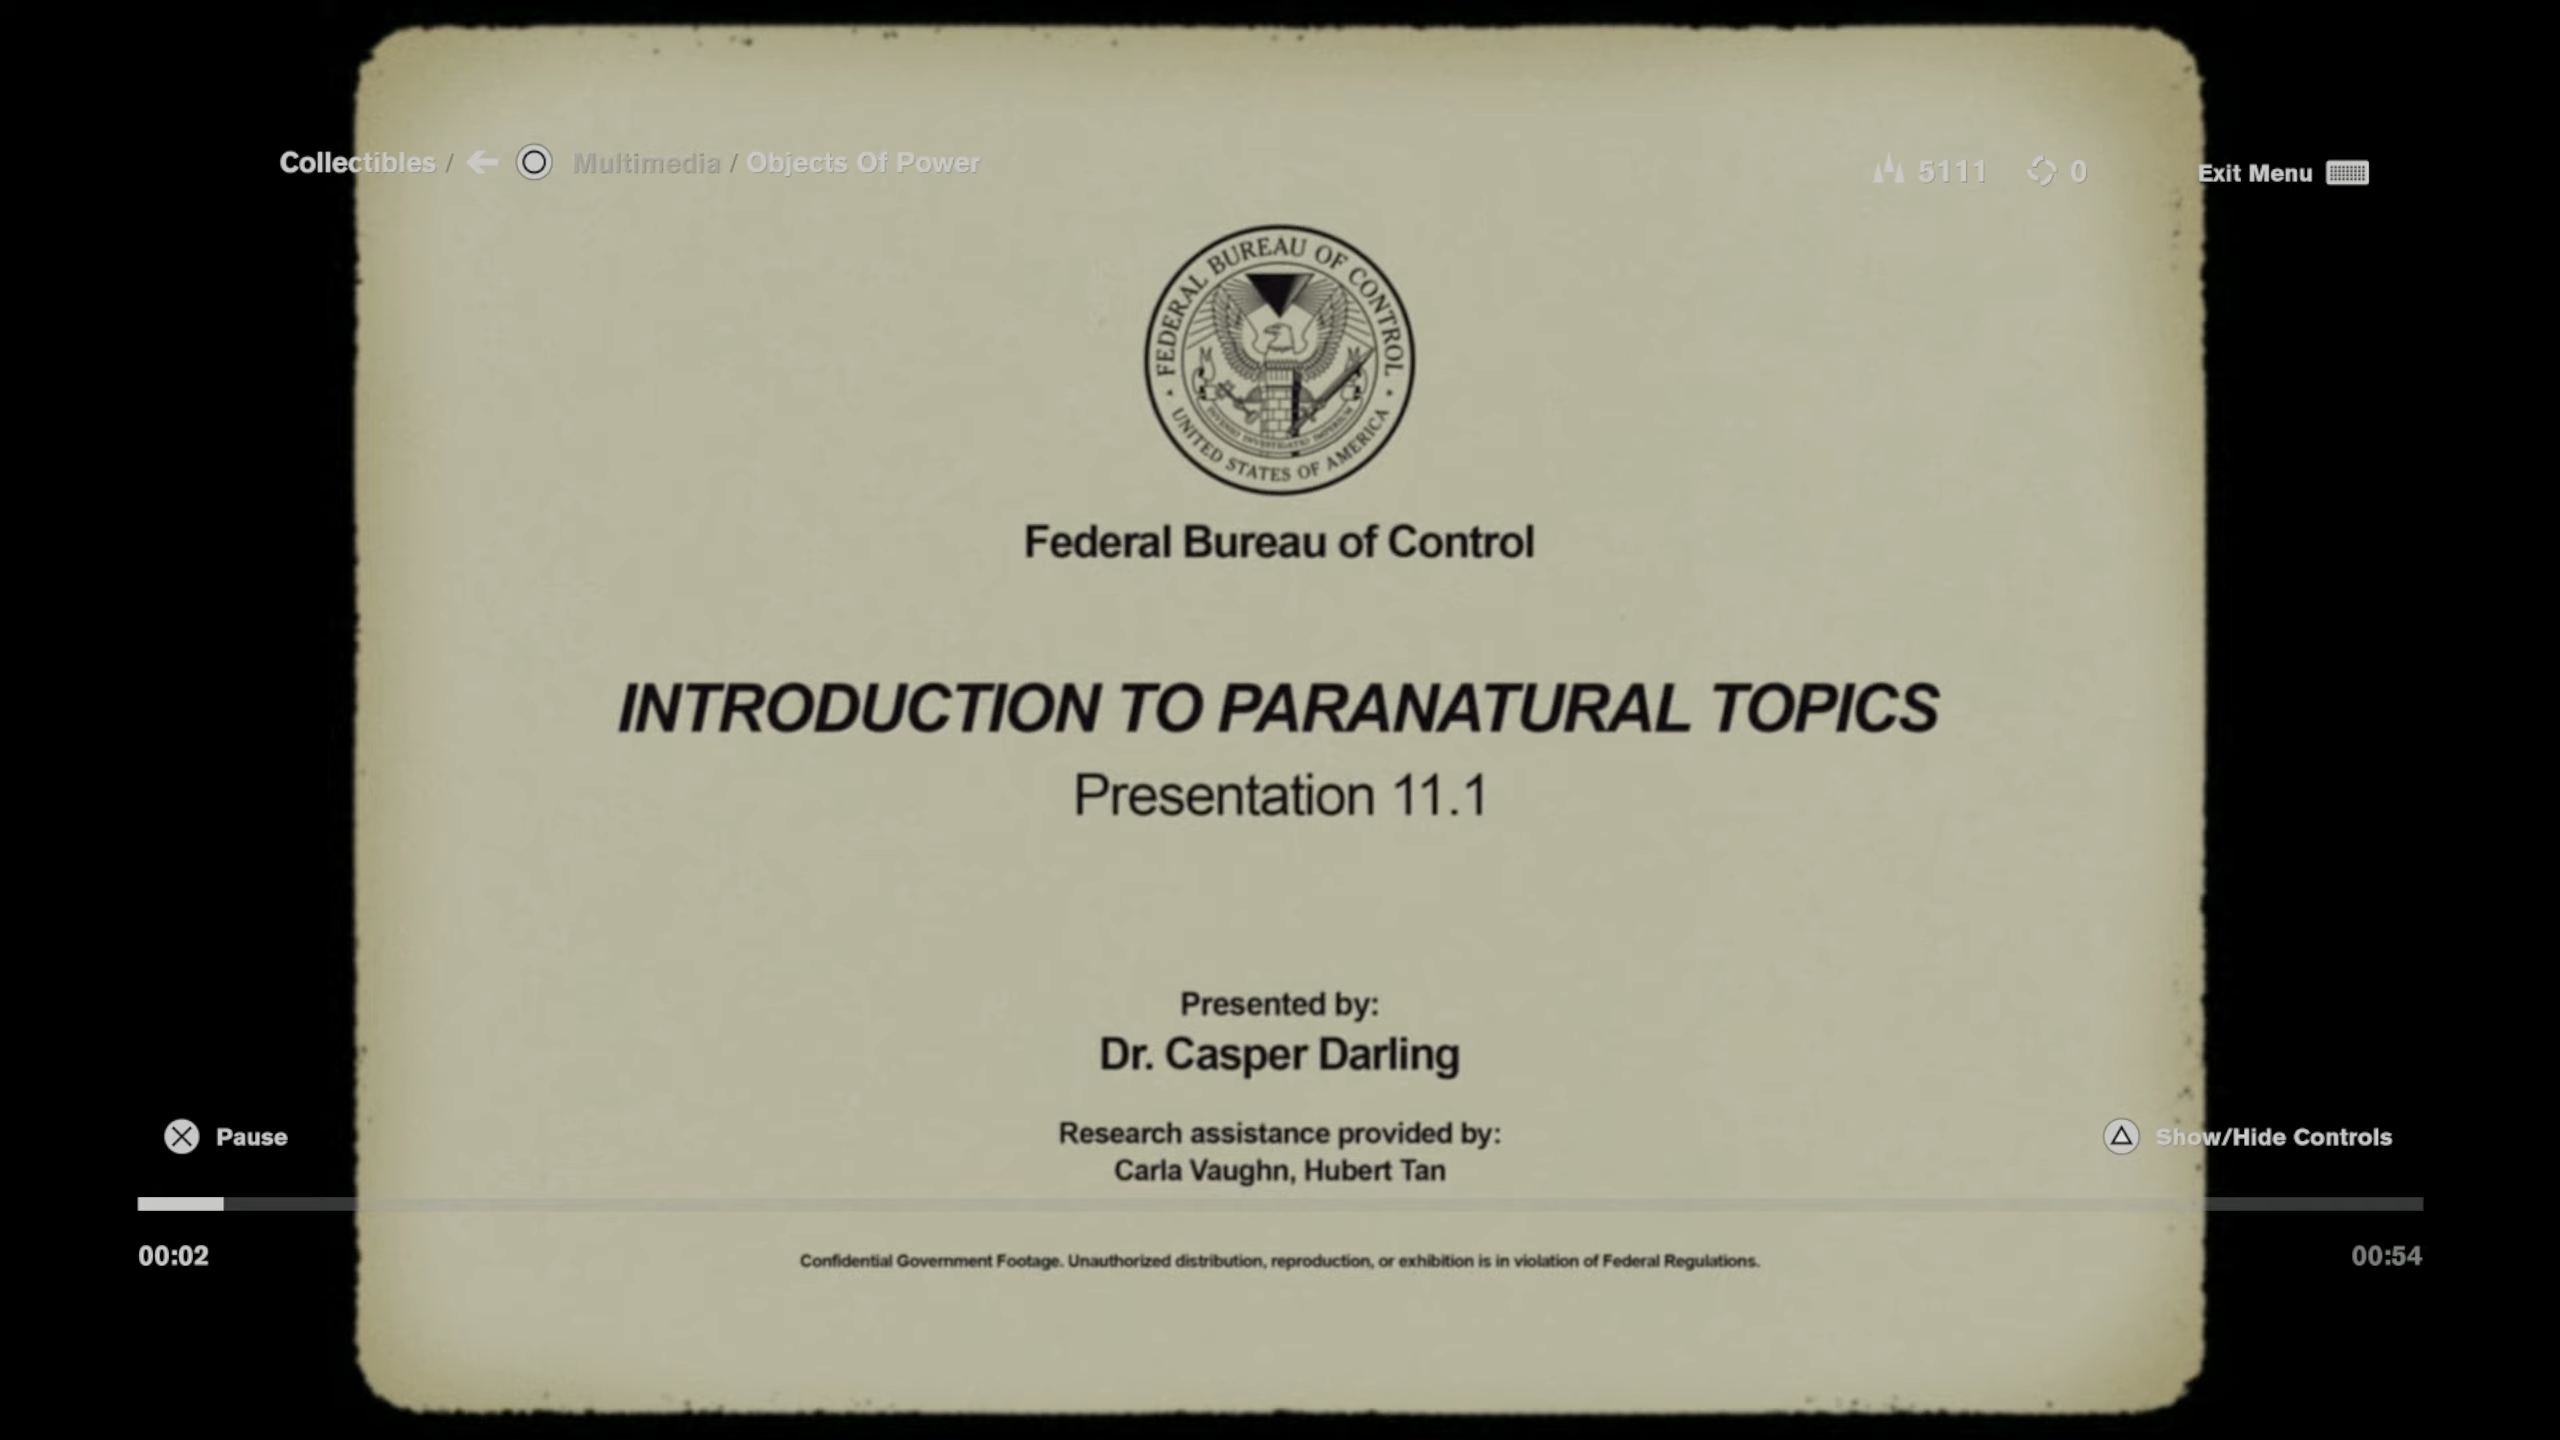 Collectibles / Multimedia / Objects Of Power
5111 0
Exit Menu
FEDERAL BUREAU OF CONTROL
UNITED STATES OF AMERICA
Federal Bureau of Control
INTRODUCTION TO PARANATURAL TOPICS
Presentation 11.1
Presented by:
Dr. Casper Darling
Research assistance provided by:
Carla Vaughn, Hubert Tan
Pause
Show/Hide Controls
00:02
00:54
Confidential Government Footage. Unauthorized distribution, reproduction, or exhibition is in violation of Federal Regulations.